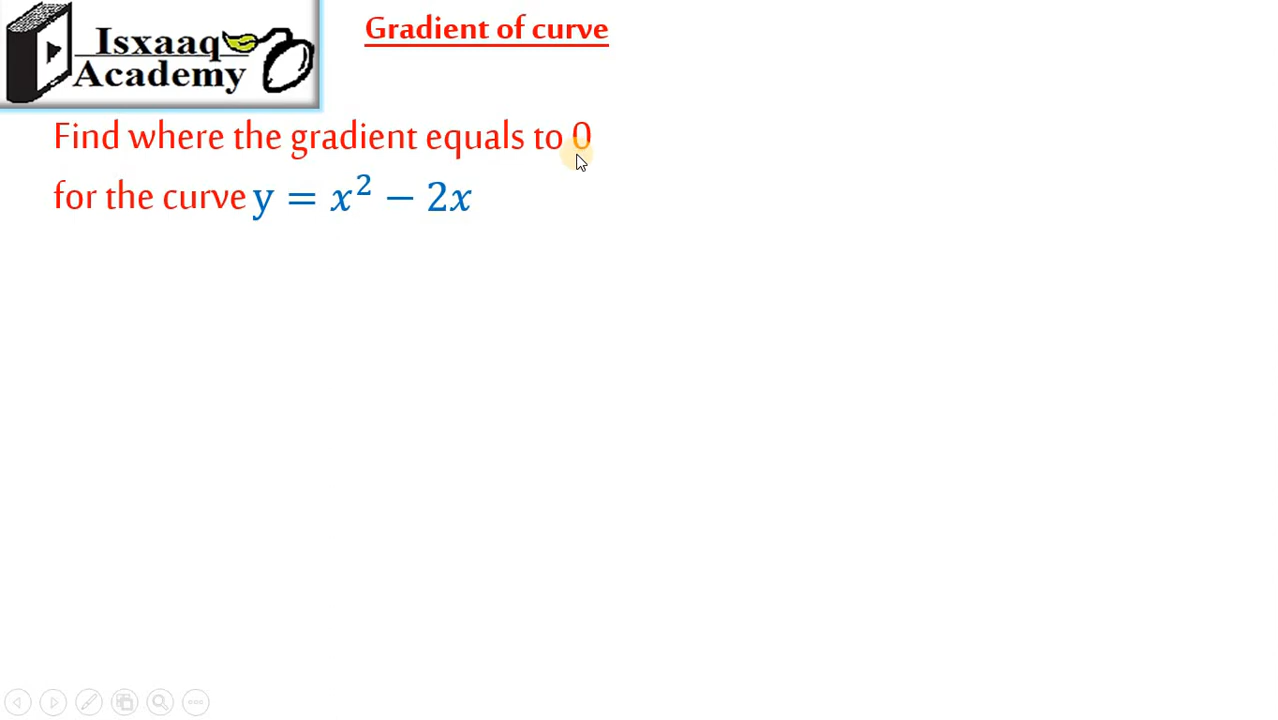 Isxaaq
Academy
Gradient of curve
Find where the gradient equals to 0
for the curve y = x² − 2x